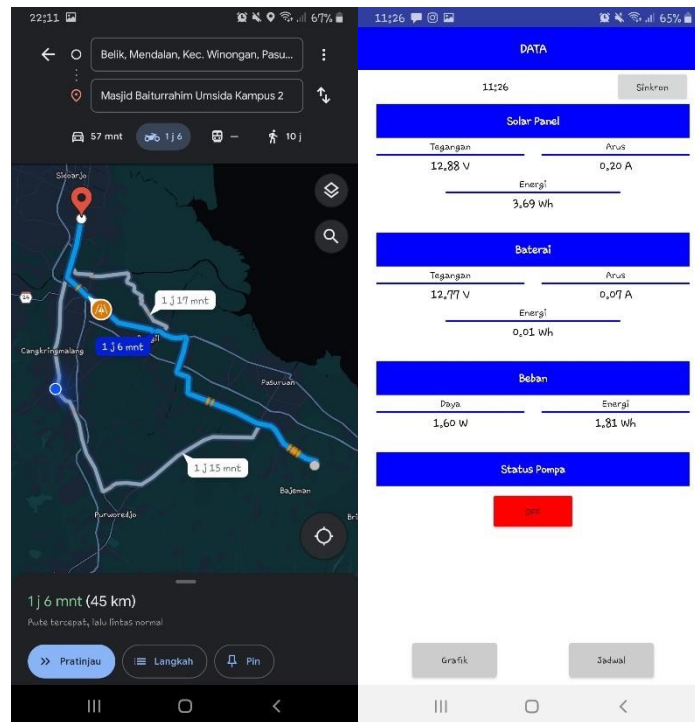 22:11
67%
Belik, Mendalan, Kec. Winongan, Pasu...
Masjid Baiturrahim Umsida Kampus 2
57 mnt
1 j 6
—
10 j
Sidoarjo
16
1 j 17 mnt
1 j 6 mnt
Cangkringmalang
Pasuruan
1 j 15 mnt
Bajeman
Purworedjo
1 j 6 mnt (45 km)
Rute tercepat, lalu lintas normal
Pratinjau
Langkah
Pin
11:26
65%
DATA
11:26
Sinkron
Solar Panel
Tegangan
Arus
12.88 V
0.20 A
Energi
3.69 Wh
Baterai
Tegangan
Arus
12.77 V
0.07 A
Energi
0.01 Wh
Beban
Daya
Energi
1.60 W
1.81 Wh
Status Pompa
OFF
Grafik
Jadwal